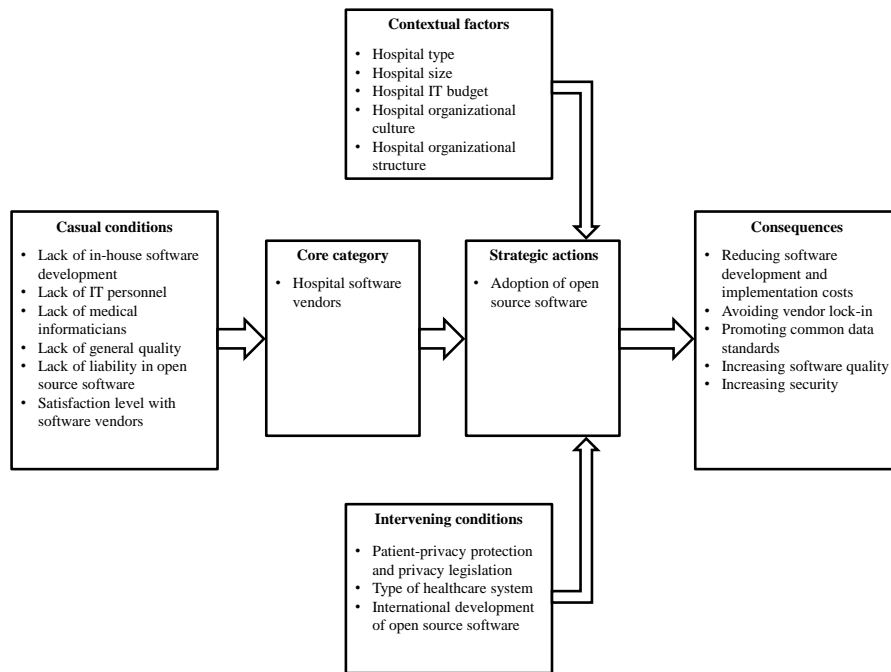 Contextual factors
• Hospital type
• Hospital size
• Hospital IT budget
• Hospital organizational
culture
• Hospital organizational
structure
Casual conditions
• Lack of in-house software
development
• Lack of IT personnel
• Lack of medical
informaticians
• Lack of general quality
• Lack of liability in open
source software
• Satisfaction level with
software vendors
Core category
• Hospital software
vendors
Strategic actions
• Adoption of open
source software
Consequences
• Reducing software
development and
implementation costs
• Avoiding vendor lock-in
• Promoting common data
standards
• Increasing software quality
• Increasing security
Intervening conditions
• Patient-privacy protection
and privacy legislation
• Type of healthcare system
• International development
of open source software